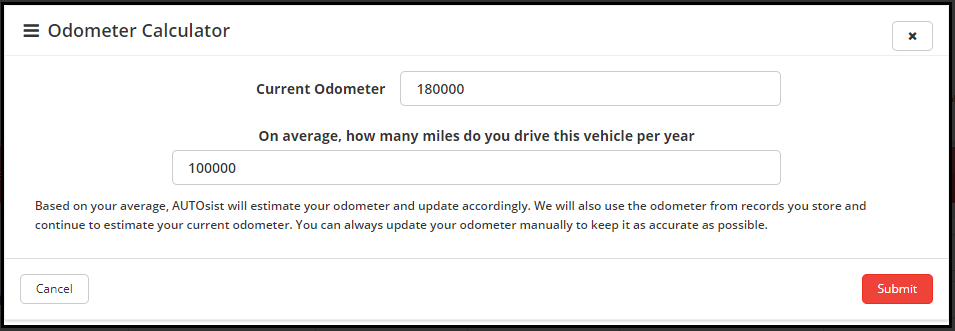 Odometer Calculator
Current Odometer 180000
On average, how many miles do you drive this vehicle per year
100000
Based on your average, AUTOsist will estimate your odometer and update accordingly. We will also use the odometer from records you store and
continue to estimate your current odometer. You can always update your odometer manually to keep it as accurate as possible.
Cancel Submit